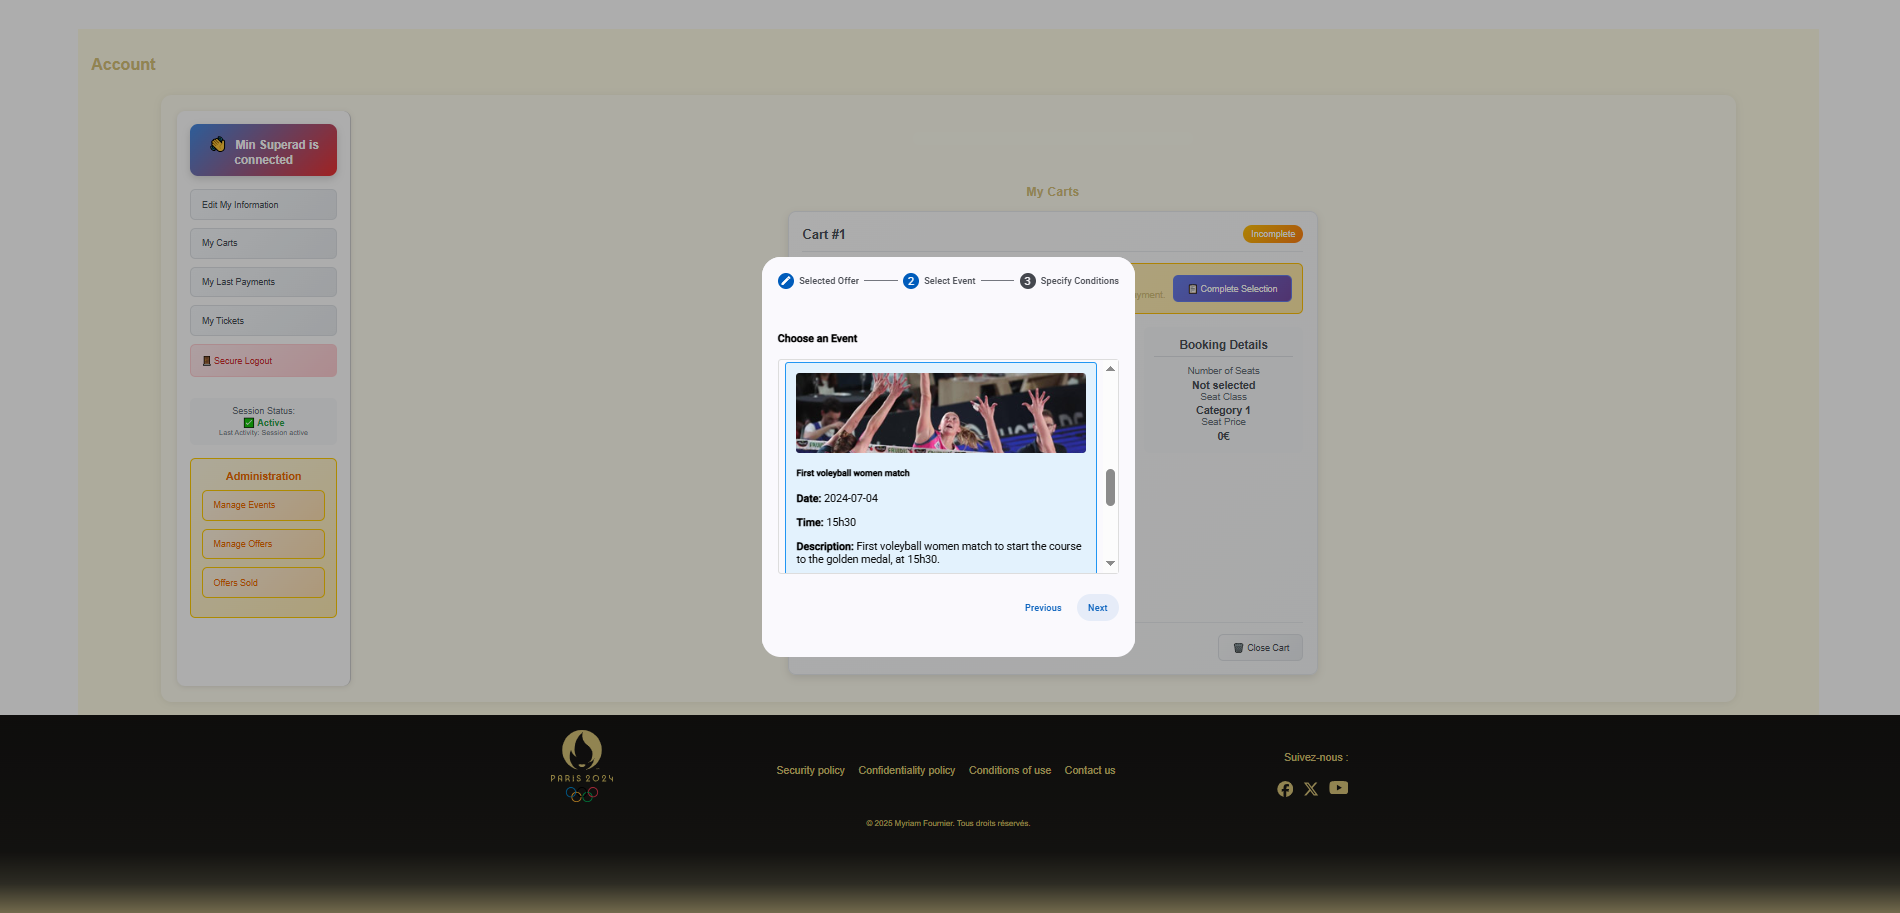 Account
Min Superad is
connected
Edit My Information
My Carts
My Last Payments
My Tickets
Secure Logout
Session Status:
Active
Last Activity: Session active
Administration
Manage Events
Manage Offers
Offers Sold
My Carts
Cart #1
Incomplete
yment.
Complete Selection
Booking Details
Number of Seats
Not selected
Seat Class
Category 1
Seat Price
0€
Close Cart
Selected Offer
2 Select Event
3 Specify Conditions
Choose an Event
First voleyball women match
Date: 2024-07-04
Time: 15h30
Description: First voleyball women match to start the course
to the golden medal, at 15h30.
Previous
Next
PARIS 2024
Security policy Confidentiality policy Conditions of use Contact us
Suivez-nous :
© 2025 Myriam Fournier. Tous droits réservés.